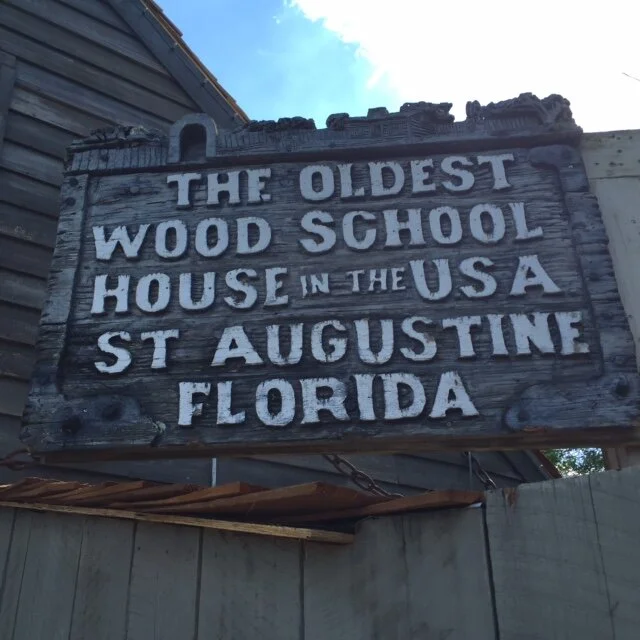 THE OLDEST
WOOD SCHOOL
HOUSE IN THE USA
ST AUGUSTINE
FLORIDA